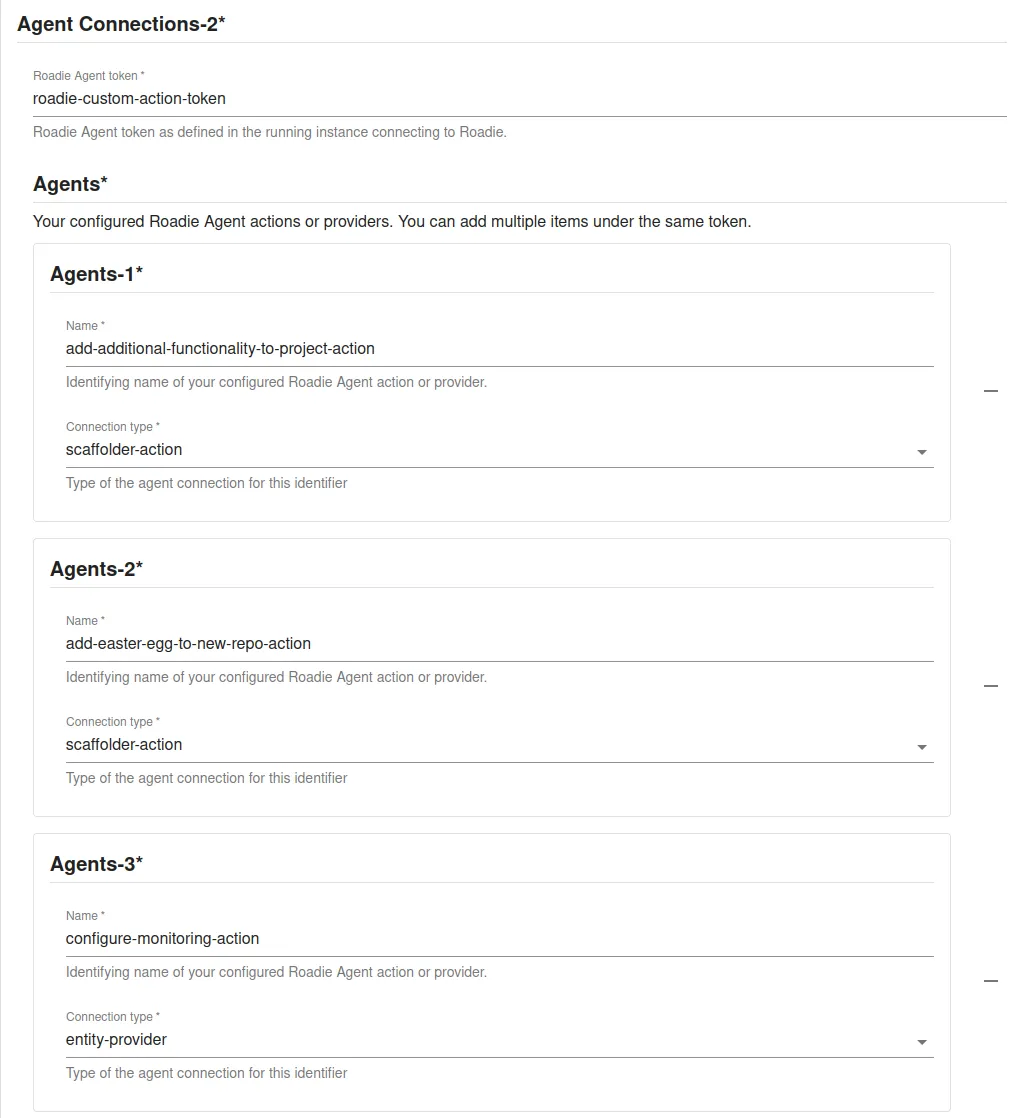 Agent Connections-2*
Roadie Agent token *
roadie-custom-action-token
Roadie Agent token as defined in the running instance connecting to Roadie.
Agents*
Your configured Roadie Agent actions or providers. You can add multiple items under the same token.
Agents-1*
Name *
add-additional-functionality-to-project-action
Identifying name of your configured Roadie Agent action or provider.
Connection type *
scaffolder-action
Type of the agent connection for this identifier
Agents-2*
Name *
add-easter-egg-to-new-repo-action
Identifying name of your configured Roadie Agent action or provider.
Connection type *
scaffolder-action
Type of the agent connection for this identifier
Agents-3*
Name *
configure-monitoring-action
Identifying name of your configured Roadie Agent action or provider.
Connection type *
entity-provider
Type of the agent connection for this identifier